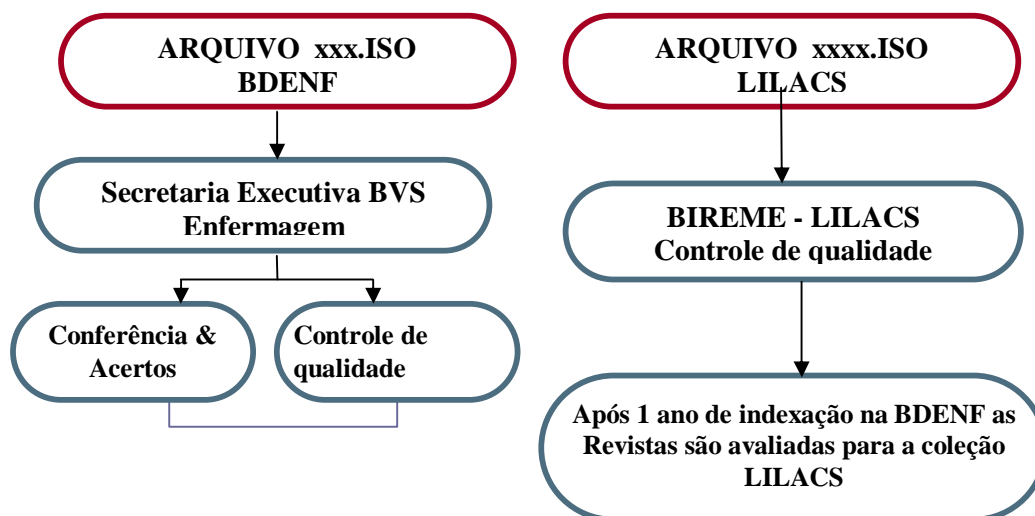 ARQUIVO xxx.ISO
BDENF
Secretaria Executiva BVS
Enfermagem
Conferência &
Acertos
Controle de
qualidade
ARQUIVO xxxx.ISO
LILACS
BIREME - LILACS
Controle de qualidade
Após 1 ano de indexação na BDENF as
Revistas são avaliadas para a coleção
LILACS